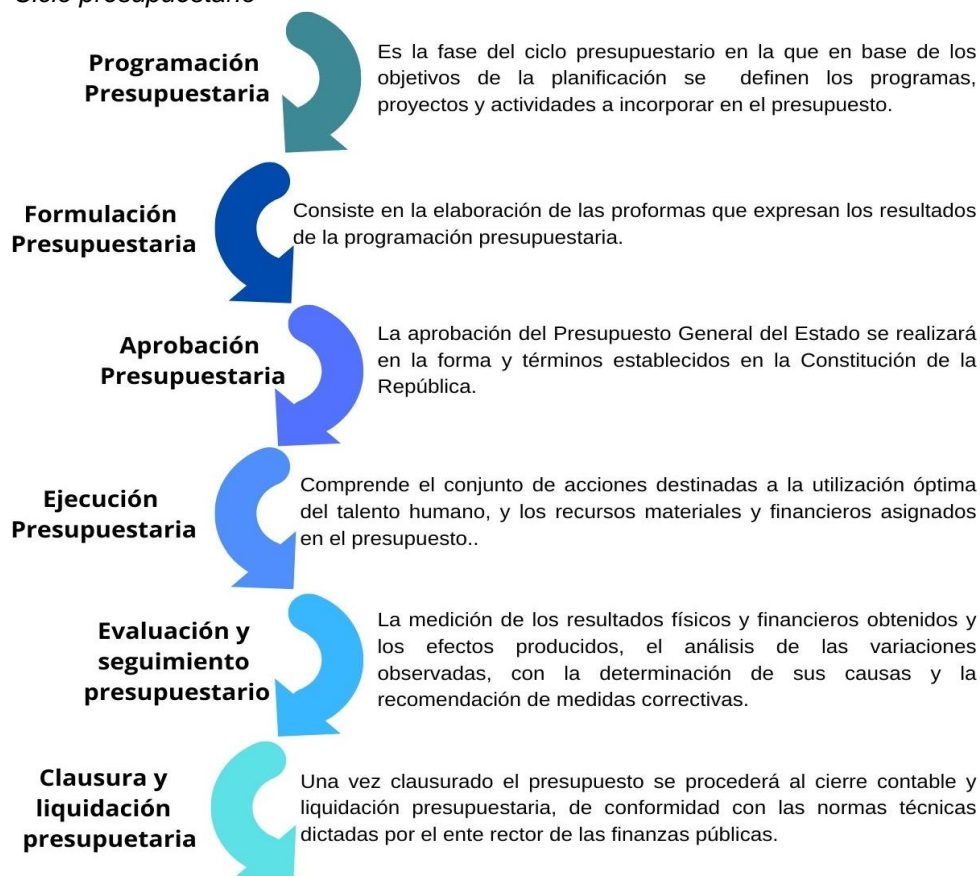 Ciclo presupuestario
Programación
Presupuestaria
Es la fase del ciclo presupuestario en la que en base de los
objetivos de la planificación se definen los programas,
proyectos y actividades a incorporar en el presupuesto.
Formulación
Presupuestaria
Consiste en la elaboración de las proformas que expresan los resultados
de la programación presupuestaria.
Aprobación
Presupuestaria
La aprobación del Presupuesto General del Estado se realizará
en la forma y términos establecidos en la Constitución de la
República.
Ejecución
Presupuestaria
Comprende el conjunto de acciones destinadas a la utilización óptima
del talento humano, y los recursos materiales y financieros asignados
en el presupuesto..
Evaluación y
seguimiento
presupuestario
La medición de los resultados físicos y financieros obtenidos y
los efectos producidos, el análisis de las variaciones
observadas, con la determinación de sus causas y la
recomendación de medidas correctivas.
Clausura y
liquidación
presupuetaria
Una vez clausurado el presupuesto se procederá al cierre contable y
liquidación presupuestaria, de conformidad con las normas técnicas
dictadas por el ente rector de las finanzas públicas.